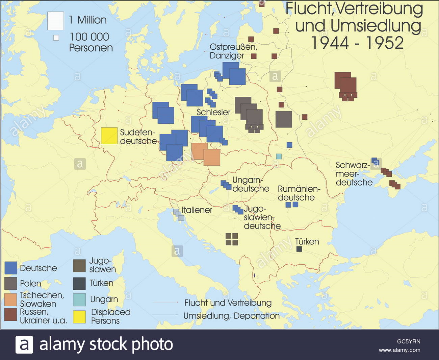 Flucht, Vertreibung
und Umsiedlung
1944 - 1952
1 Million
100 000
Personen
Ostpreußen,
Danziger
Schlesier
Sudeten-
deutsche
Schwarz-
meer-
deutsche
Ungarn-
deutsche
Rumänien-
deutsche
Italiener
Jugo-
slawien-
deutsche
Türken
Deutsche
Polen
Tschechen,
Slowaken
Russen,
Ukrainer u.a.
Jugo-
slawen
Türken
Ungarn
Displaced
Persons
Flucht und Vertreibung
Umsiedlung, Deportation
a alamy stock photo
www.alamy.com